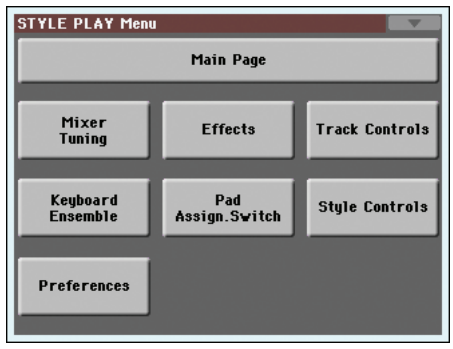 STYLE PLAY Menu
Main Page
Mixer
Tuning
Effects
Track Controls
Keyboard
Ensemble
Pad
Assign.Switch
Style Controls
Preferences